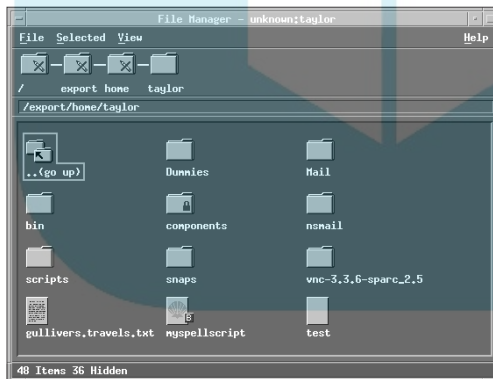 File Manager - unknown:taylor
File Selected View Help
/ export home taylor
/export/home/taylor
..(go up) Dummies Mail
bin components nsmail
scripts snaps vnc-3.3.6-sparc_2.5
gullivers.travels.txt myspellscript test
48 Items 36 Hidden